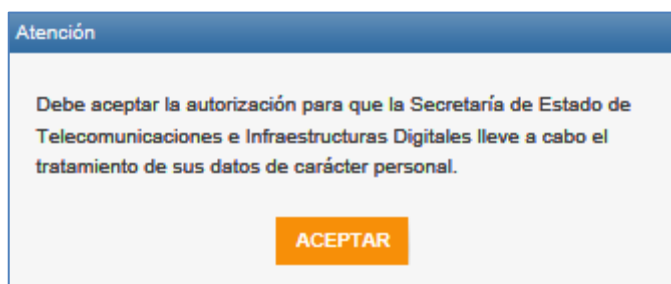 Atención
Debe aceptar la autorización para que la Secretaría de Estado de
Telecomunicaciones e Infraestructuras Digitales lleve a cabo el
tratamiento de sus datos de carácter personal.
ACEPTAR